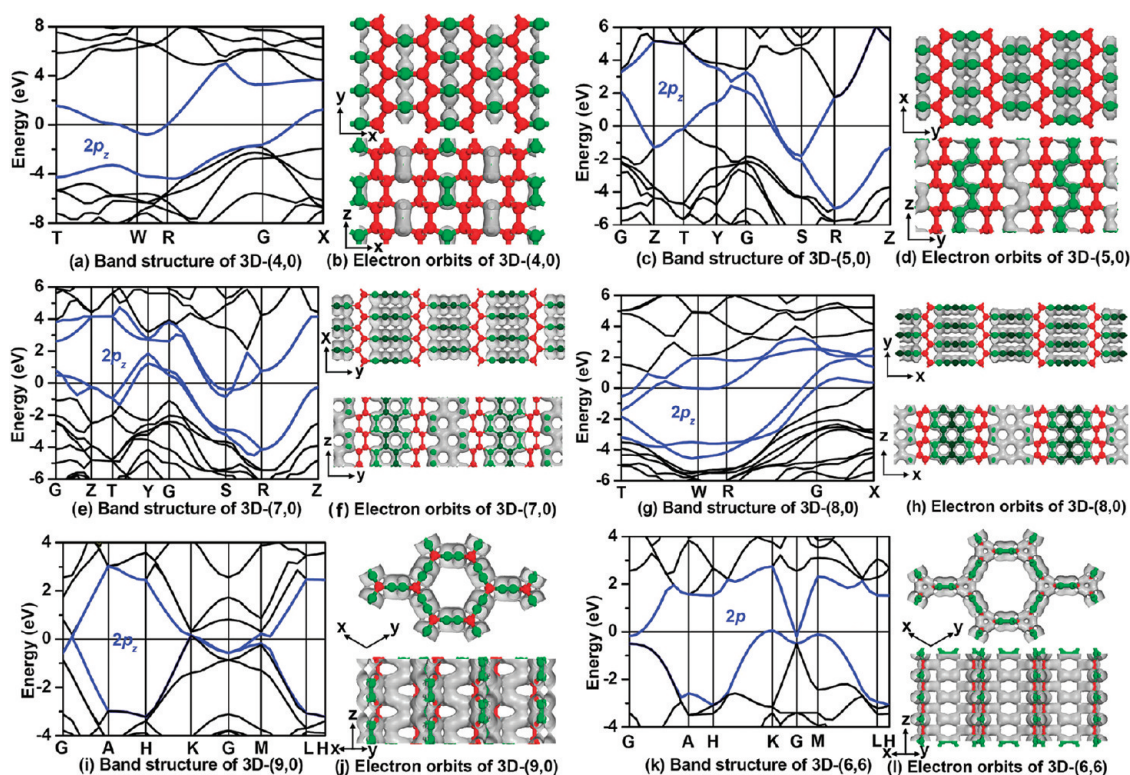 8
4
0
-4
-8
Energy (eV)
2pz
T W R G X
(a) Band structure of 3D-(4,0)
y
x
z
x
(b) Electron orbits of 3D-(4,0)
6
4
2
0
-2
-4
-6
Energy (eV)
2pz
G Z T Y G S R Z
(c) Band structure of 3D-(5,0)
x
y
z
y
(d) Electron orbits of 3D-(5,0)
6
4
2
0
-2
-4
-6
Energy (eV)
2pz
G Z T Y G S R Z
(e) Band structure of 3D-(7,0)
x
y
z
y
(f) Electron orbits of 3D-(7,0)
6
4
2
0
-2
-4
-6
Energy (eV)
2pz
T W R G X
(g) Band structure of 3D-(8,0)
y
x
z
x
(h) Electron orbits of 3D-(8,0)
4
2
0
-2
-4
Energy (eV)
2pz
G A H K G M L H
(i) Band structure of 3D-(9,0)
x y
z
x y
(j) Electron orbits of 3D-(9,0)
4
2
0
-2
-4
Energy (eV)
2p
G A H K G M L H
(k) Band structure of 3D-(6,6)
x y
z
x y
(l) Electron orbits of 3D-(6,6)